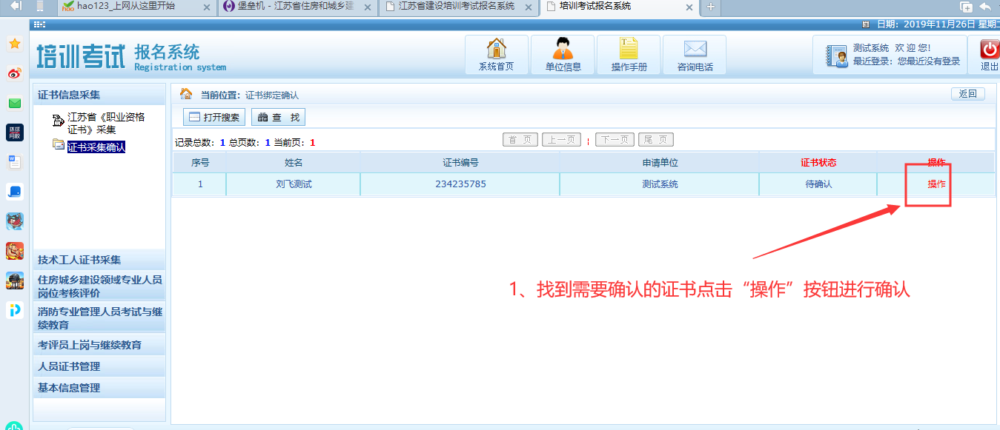 hao123_上网从这里开始
堡垒机 - 江苏省住房和城乡建
江苏省建设培训考试报名系统
培训考试报名系统
日期: 2019年11月26日 星期二
培训考试 报名系统
Registration system
系统首页
单位信息
操作手册
咨询电话
测试系统 欢 迎 您!
最近登录: 您最近没有登录
退出
证书信息采集
江苏省《职业资格
证书》采集
证书采集确认
技术工人证书采集
住房城乡建设领域专业人员
岗位考核评价
消防专业管理人员考试与继
续教育
考评员上岗与继续教育
人员证书管理
基本信息管理
当前位置: 证书绑定确认
返回
打开搜索
查 找
记录总数: 1 总页数: 1 当前页: 1
首 页
上一页
¦
下一页
尾 页
序号 姓名 证书编号 申请单位 证书状态 操作
1 刘飞测试 234235785 测试系统 待确认 操作
1、找到需要确认的证书点击“操作”按钮进行确认